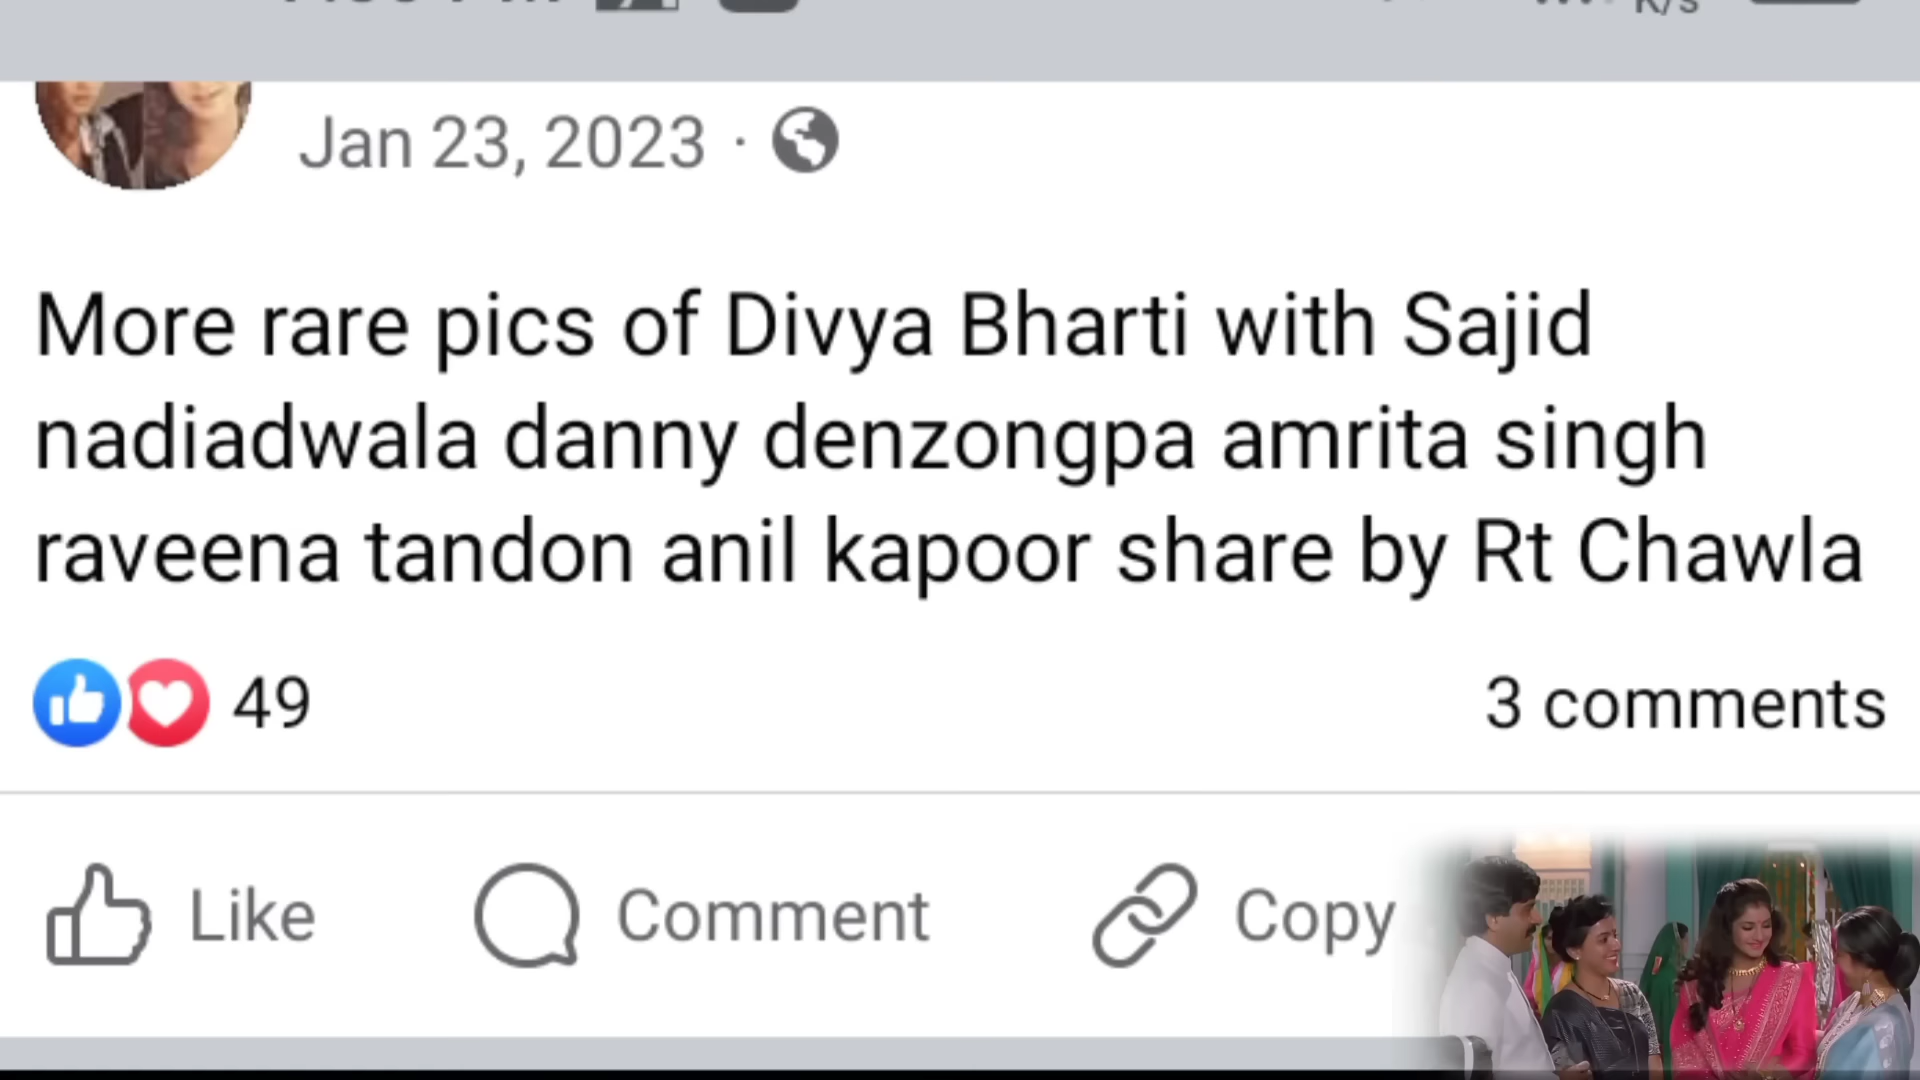 Jan 23, 2023 ·
More rare pics of Divya Bharti with Sajid
nadiadwala danny denzongpa amrita singh
raveena tandon anil kapoor share by Rt Chawla
49
3 comments
Like
Comment
Copy